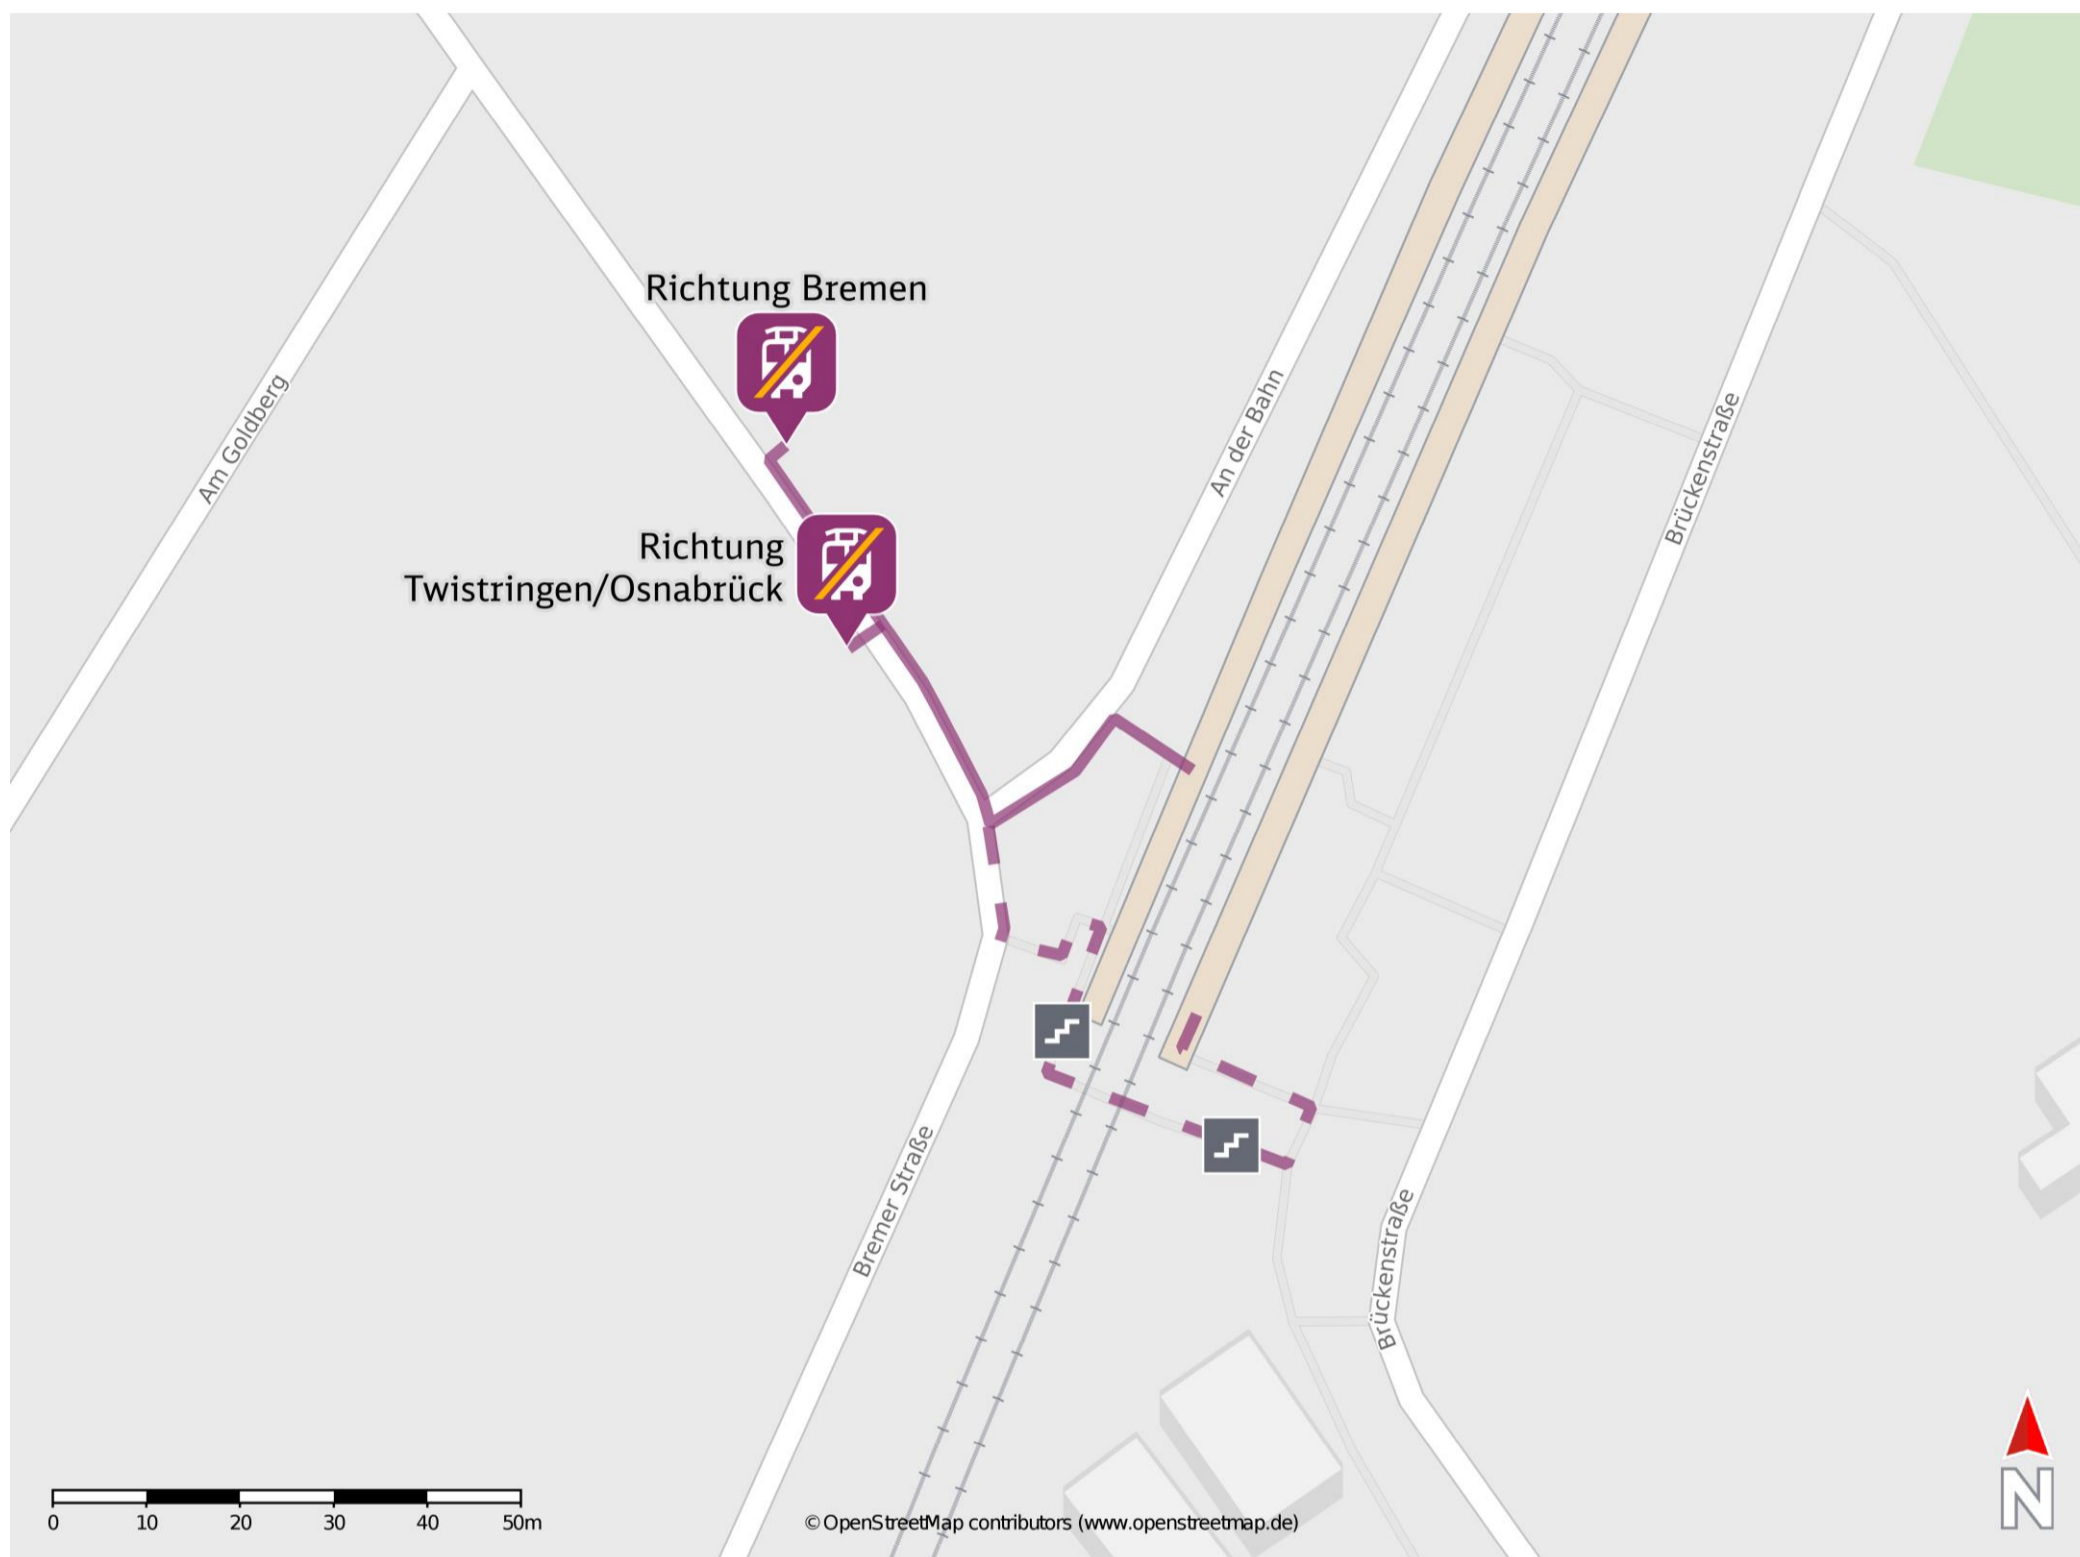 Richtung Bremen
Am Goldberg
An der Bahn
Brückenstraße
Richtung
Twistringen/Osnabrück
Bremer Straße
Brückenstraße
0 10 20 30 40 50m
© OpenStreetMap contributors (www.openstreetmap.de)
N